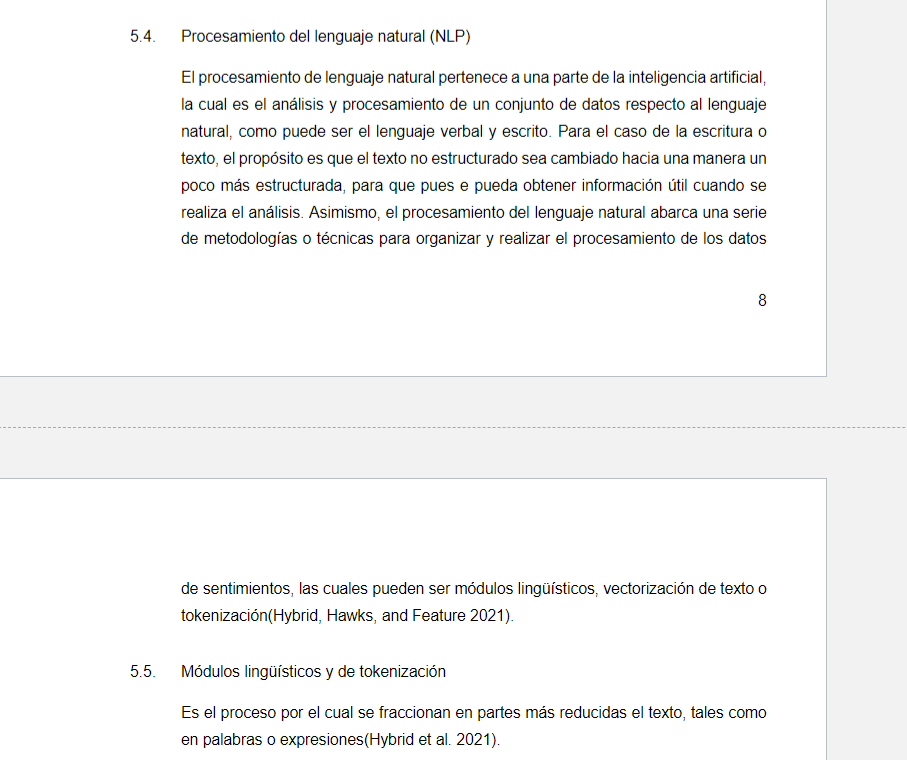 5.4. Procesamiento del lenguaje natural (NLP)
El procesamiento de lenguaje natural pertenece a una parte de la inteligencia artificial,
la cual es el análisis y procesamiento de un conjunto de datos respecto al lenguaje
natural, como puede ser el lenguaje verbal y escrito. Para el caso de la escritura o
texto, el propósito es que el texto no estructurado sea cambiado hacia una manera un
poco más estructurada, para que pues e pueda obtener información útil cuando se
realiza el análisis. Asimismo, el procesamiento del lenguaje natural abarca una serie
de metodologías o técnicas para organizar y realizar el procesamiento de los datos
8
de sentimientos, las cuales pueden ser módulos lingüísticos, vectorización de texto o
tokenización(Hybrid, Hawks, and Feature 2021).
5.5. Módulos lingüísticos y de tokenización
Es el proceso por el cual se fraccionan en partes más reducidas el texto, tales como
en palabras o expresiones(Hybrid et al. 2021).